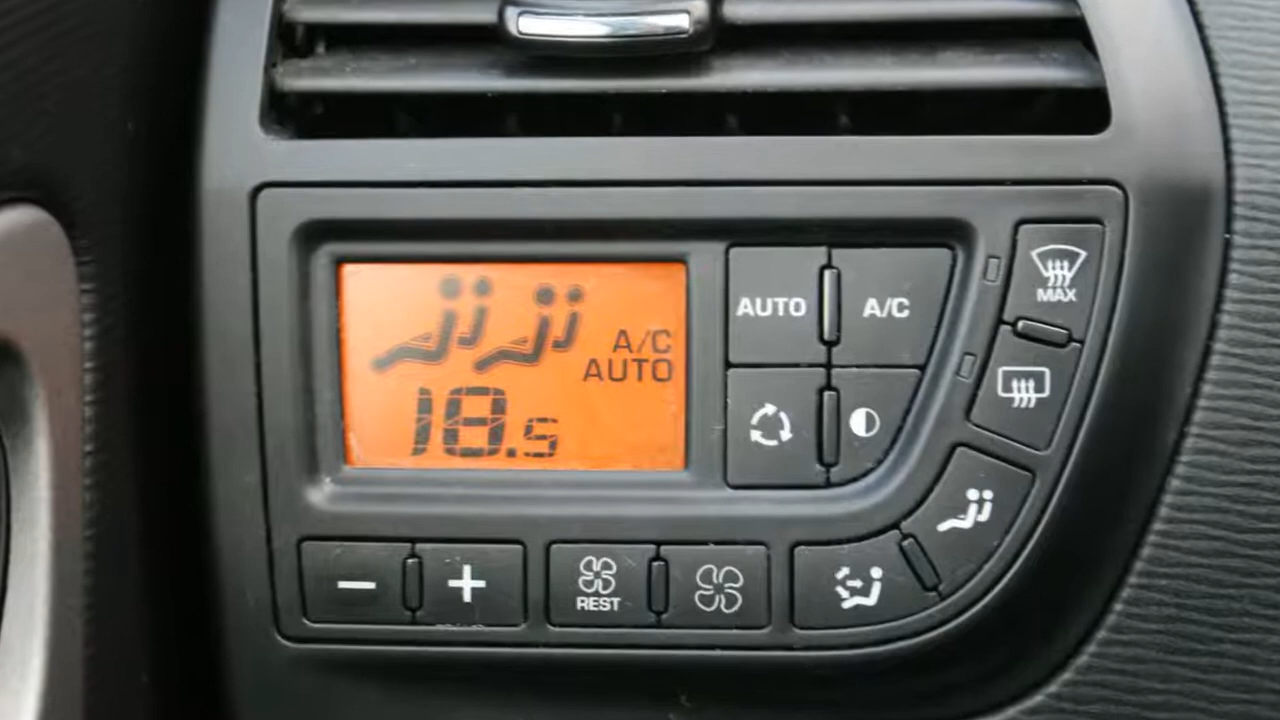 A/C
AUTO
18.5
AUTO
A/C
MAX
− +
REST